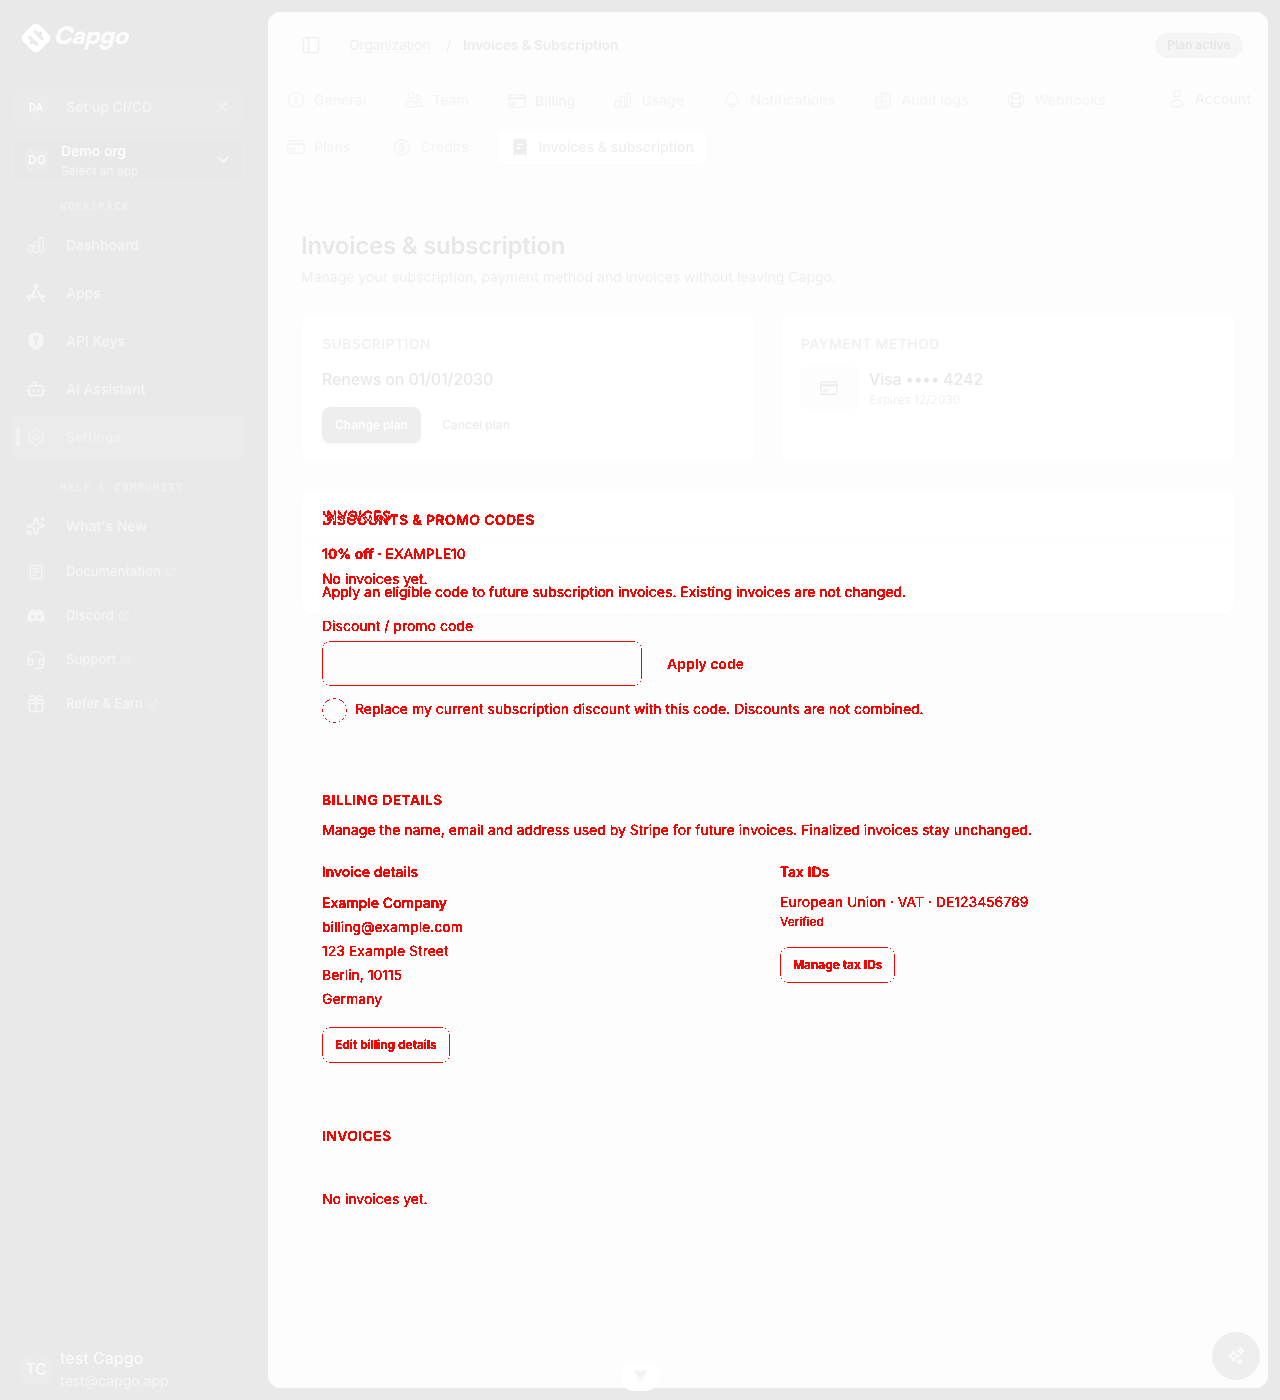 Capgo
Organization / Invoices & Subscription
Plan active
DA Set up CI/CD
General Team Billing Usage Notifications Audit logs Webhooks Account
DO Demo org
Select an app
Plans Credits Invoices & subscription
WORKSPACE
Dashboard
Apps
API Keys
AI Assistant
Settings
HELP & COMMUNITY
What's New
Documentation
Discord
Support
Refer & Earn
TC test Capgo
test@capgo.app
Invoices & subscription
Manage your subscription, payment method and invoices without leaving Capgo.
SUBSCRIPTION
Renews on 01/01/2030
Change plan Cancel plan
PAYMENT METHOD
Visa •••• 4242
Expires 12/2030
INVOICES
DISCOUNTS & PROMO CODES
10% off · EXAMPLE10
No invoices yet.
Apply an eligible code to future subscription invoices. Existing invoices are not changed.
Discount / promo code
Apply code
Replace my current subscription discount with this code. Discounts are not combined.
BILLING DETAILS
Manage the name, email and address used by Stripe for future invoices. Finalized invoices stay unchanged.
Invoice details
Example Company
billing@example.com
123 Example Street
Berlin, 10115
Germany
Edit billing details
Tax IDs
European Union · VAT · DE123456789
Verified
Manage tax IDs
INVOICES
No invoices yet.